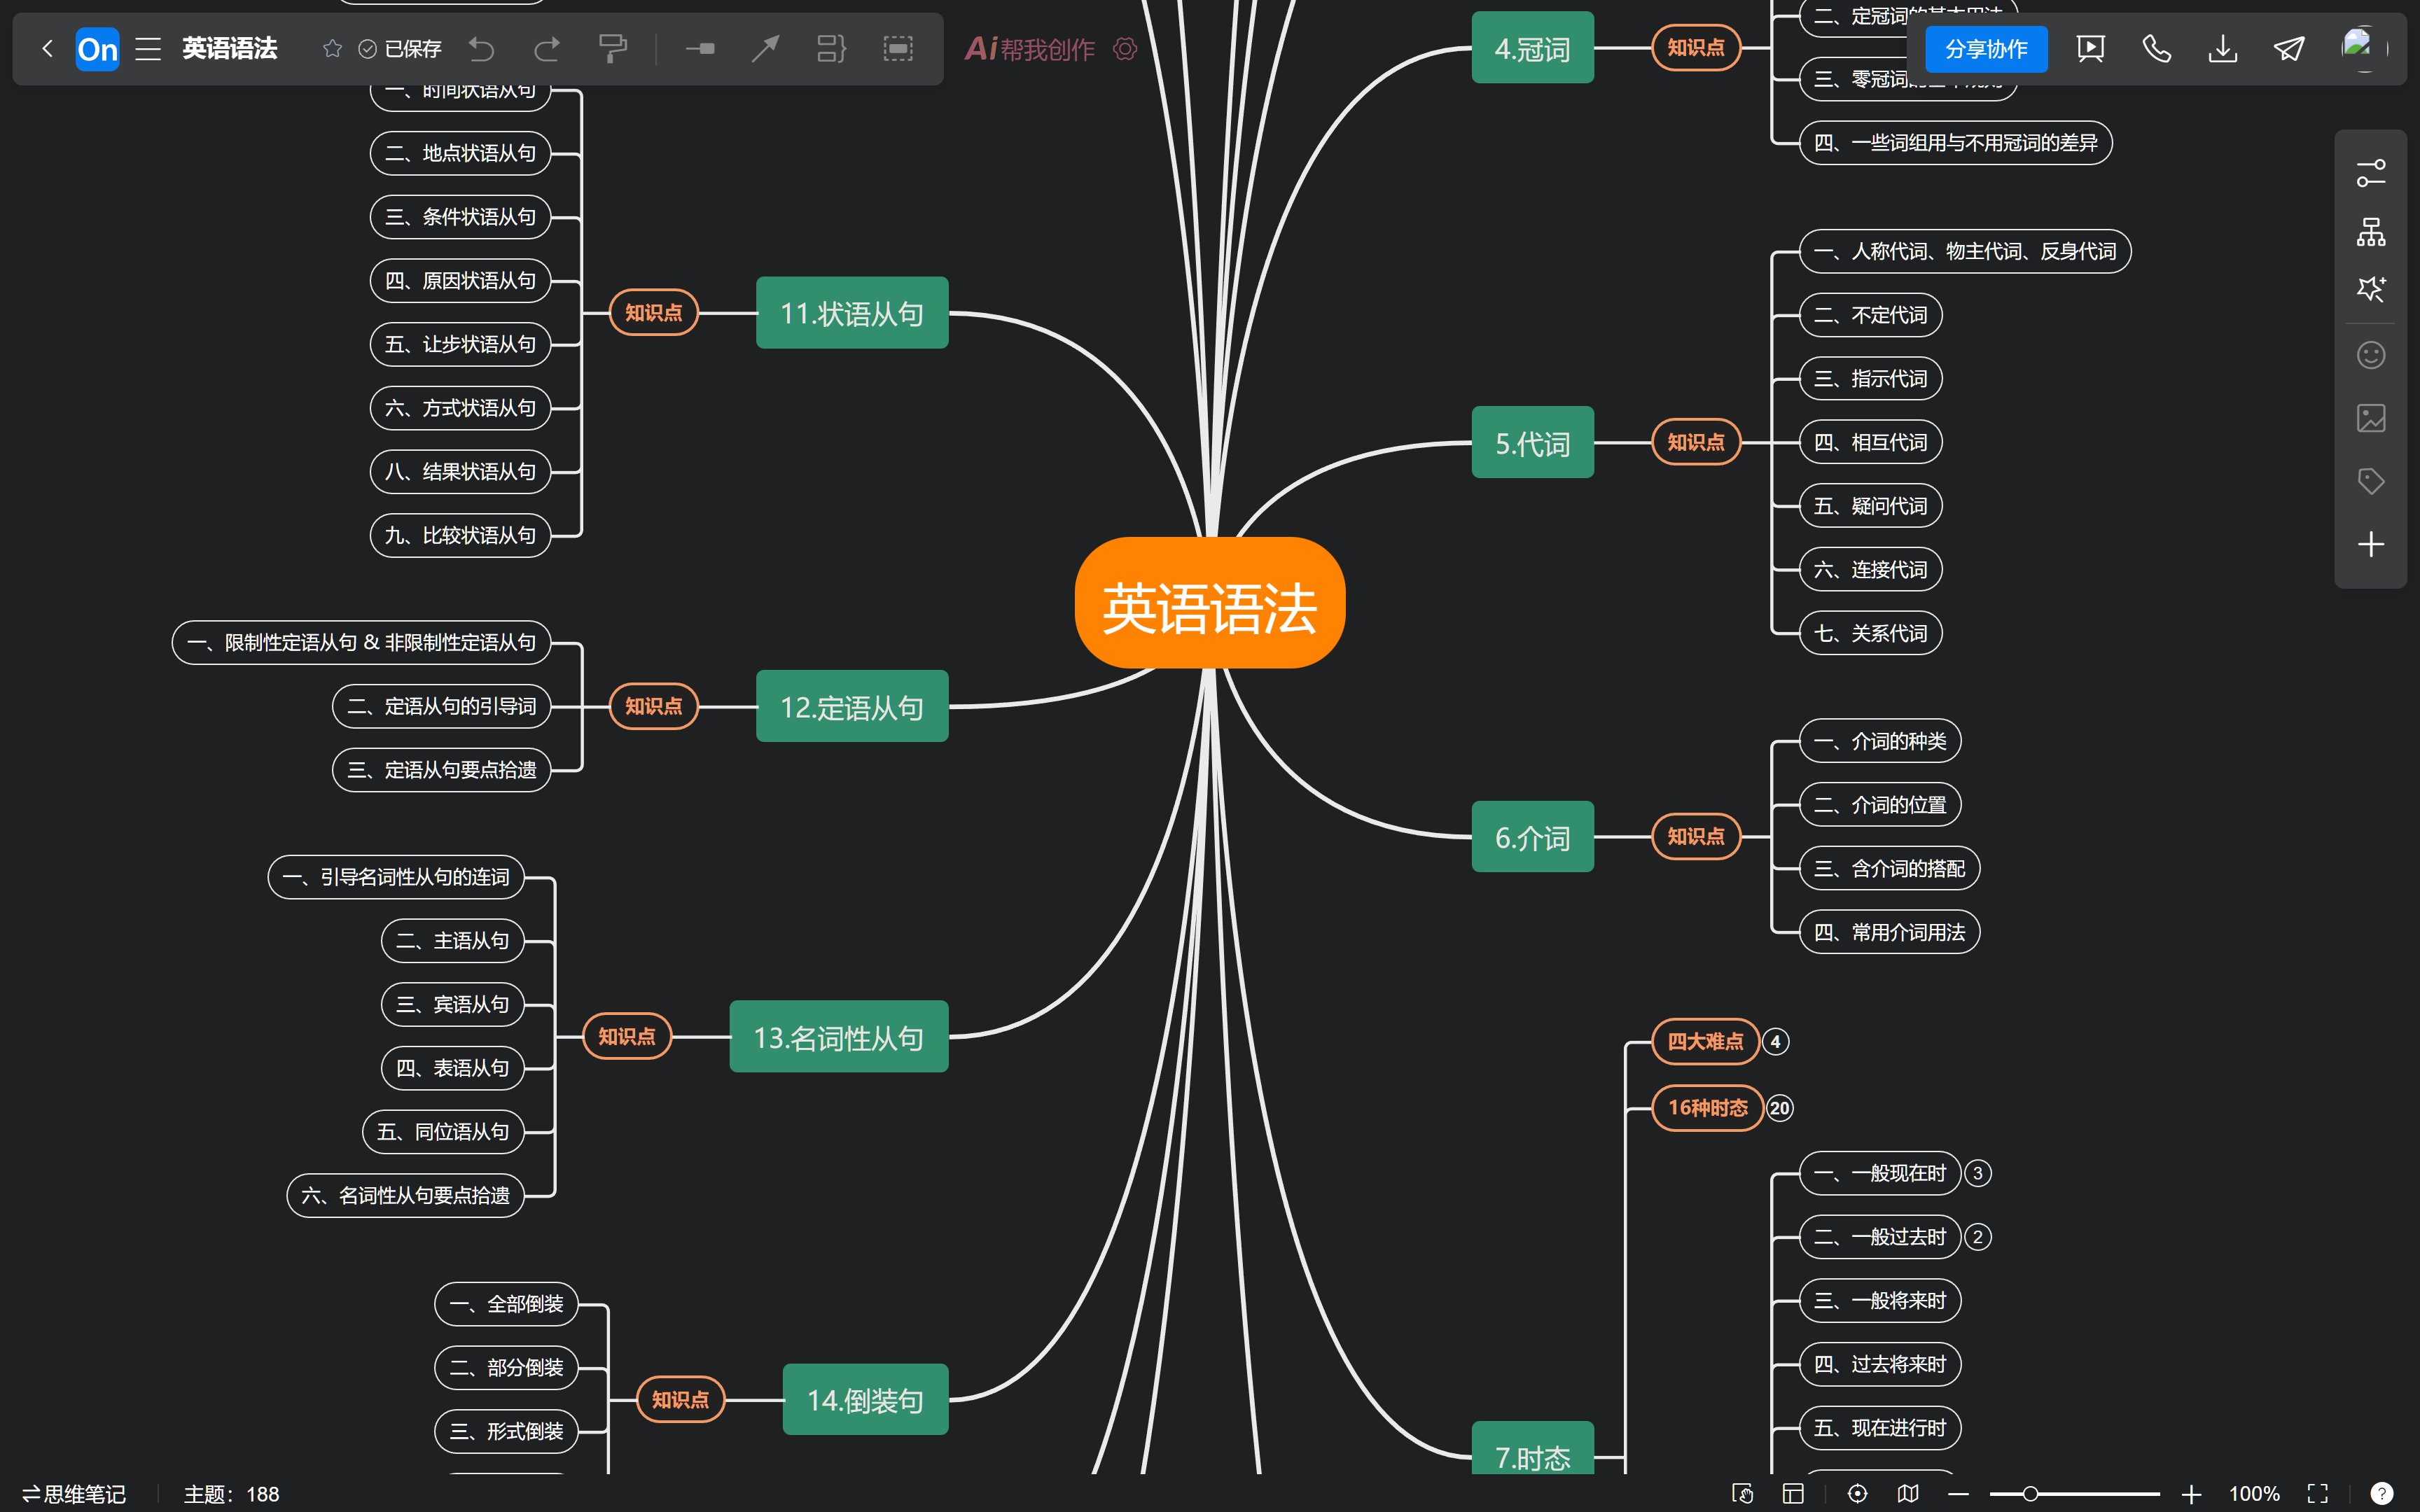 On
英语语法
已保存
Ai帮我创作
分享协作
一、时间状语从句
二、地点状语从句
三、条件状语从句
四、原因状语从句
五、让步状语从句
六、方式状语从句
八、结果状语从句
九、比较状语从句
知识点
11.状语从句
一、限制性定语从句 & 非限制性定语从句
二、定语从句的引导词
三、定语从句要点拾遗
知识点
12.定语从句
一、引导名词性从句的连词
二、主语从句
三、宾语从句
四、表语从句
五、同位语从句
六、名词性从句要点拾遗
知识点
13.名词性从句
一、全部倒装
二、部分倒装
三、形式倒装
知识点
14.倒装句
英语语法
4.冠词
知识点
二、定冠词的基本用法
三、零冠词的基本规则
四、一些词组用与不用冠词的差异
5.代词
知识点
一、人称代词、物主代词、反身代词
二、不定代词
三、指示代词
四、相互代词
五、疑问代词
六、连接代词
七、关系代词
6.介词
知识点
一、介词的种类
二、介词的位置
三、含介词的搭配
四、常用介词用法
7.时态
四大难点 4
16种时态 20
一、一般现在时 3
二、一般过去时 2
三、一般将来时
四、过去将来时
五、现在进行时
思维笔记
主题：188
100%
?